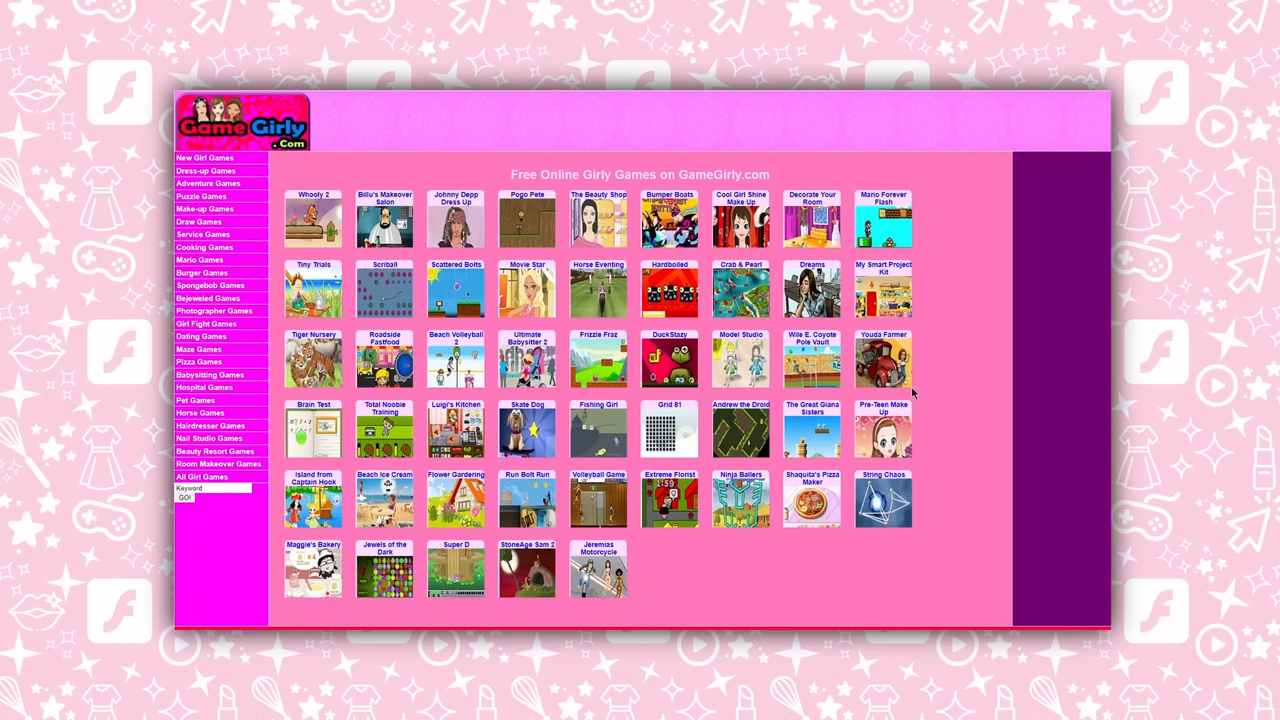 Game Girly
.Com
New Girl Games
Dress-up Games
Adventure Games
Puzzle Games
Make-up Games
Draw Games
Service Games
Cooking Games
Mario Games
Burger Games
Spongebob Games
Bejeweled Games
Photographer Games
Girl Fight Games
Dating Games
Maze Games
Pizza Games
Babysitting Games
Hospital Games
Pet Games
Horse Games
Hairdresser Games
Nail Studio Games
Beauty Resort Games
Room Makeover Games
All Girl Games
Keyword
GO!
Free Online Girly Games on GameGirly.com
Whooly 2
Billu's Makeover
Salon
Johnny Depp
Dress Up
Pogo Pete
The Beauty Shop
Bumper Boats
Cool Girl Shine
Make Up
Decorate Your
Room
Mario Forever
Flash
Tiny Trials
Scriball
Scattered Bolts
Movie Star
Horse Eventing
Hardboiled
Crab & Pearl
Dreams
My Smart Project
Kit
Tiger Nursery
Roadside
Fastfood
Beach Volleyball
2
Ultimate
Babysitter 2
Frizzle Fraz
DuckStazy
Model Studio
Wile E. Coyote
Pole Vault
Youda Farmer
Brain Test
Total Noobie
Training
Luigi's Kitchen
Skate Dog
Fishing Girl
Grid 81
Andrew the Droid
The Great Giana
Sisters
Pre-Teen Make
Up
Island from
Captain Hook
Beach Ice Cream
Flower Gardering
Run Bolt Run
Volleyball Game
Extreme Florist
1:59
Ninja Ballers
Shaquita's Pizza
Maker
String Chaos
Maggie's Bakery
Jewels of the
Dark
Super D
StoneAge Sam 2
Jeremias
Motorcycle